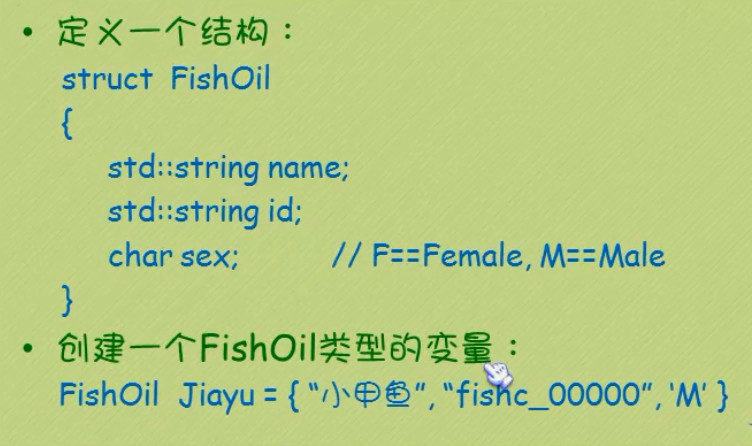 • 定义一个结构：
struct FishOil
{
std::string name;
std::string id;
char sex; // F==Female, M==Male
}
• 创建一个FishOil类型的变量：
FishOil Jiayu = { “小甲鱼”, “fishc_00000”, ‘M’ }